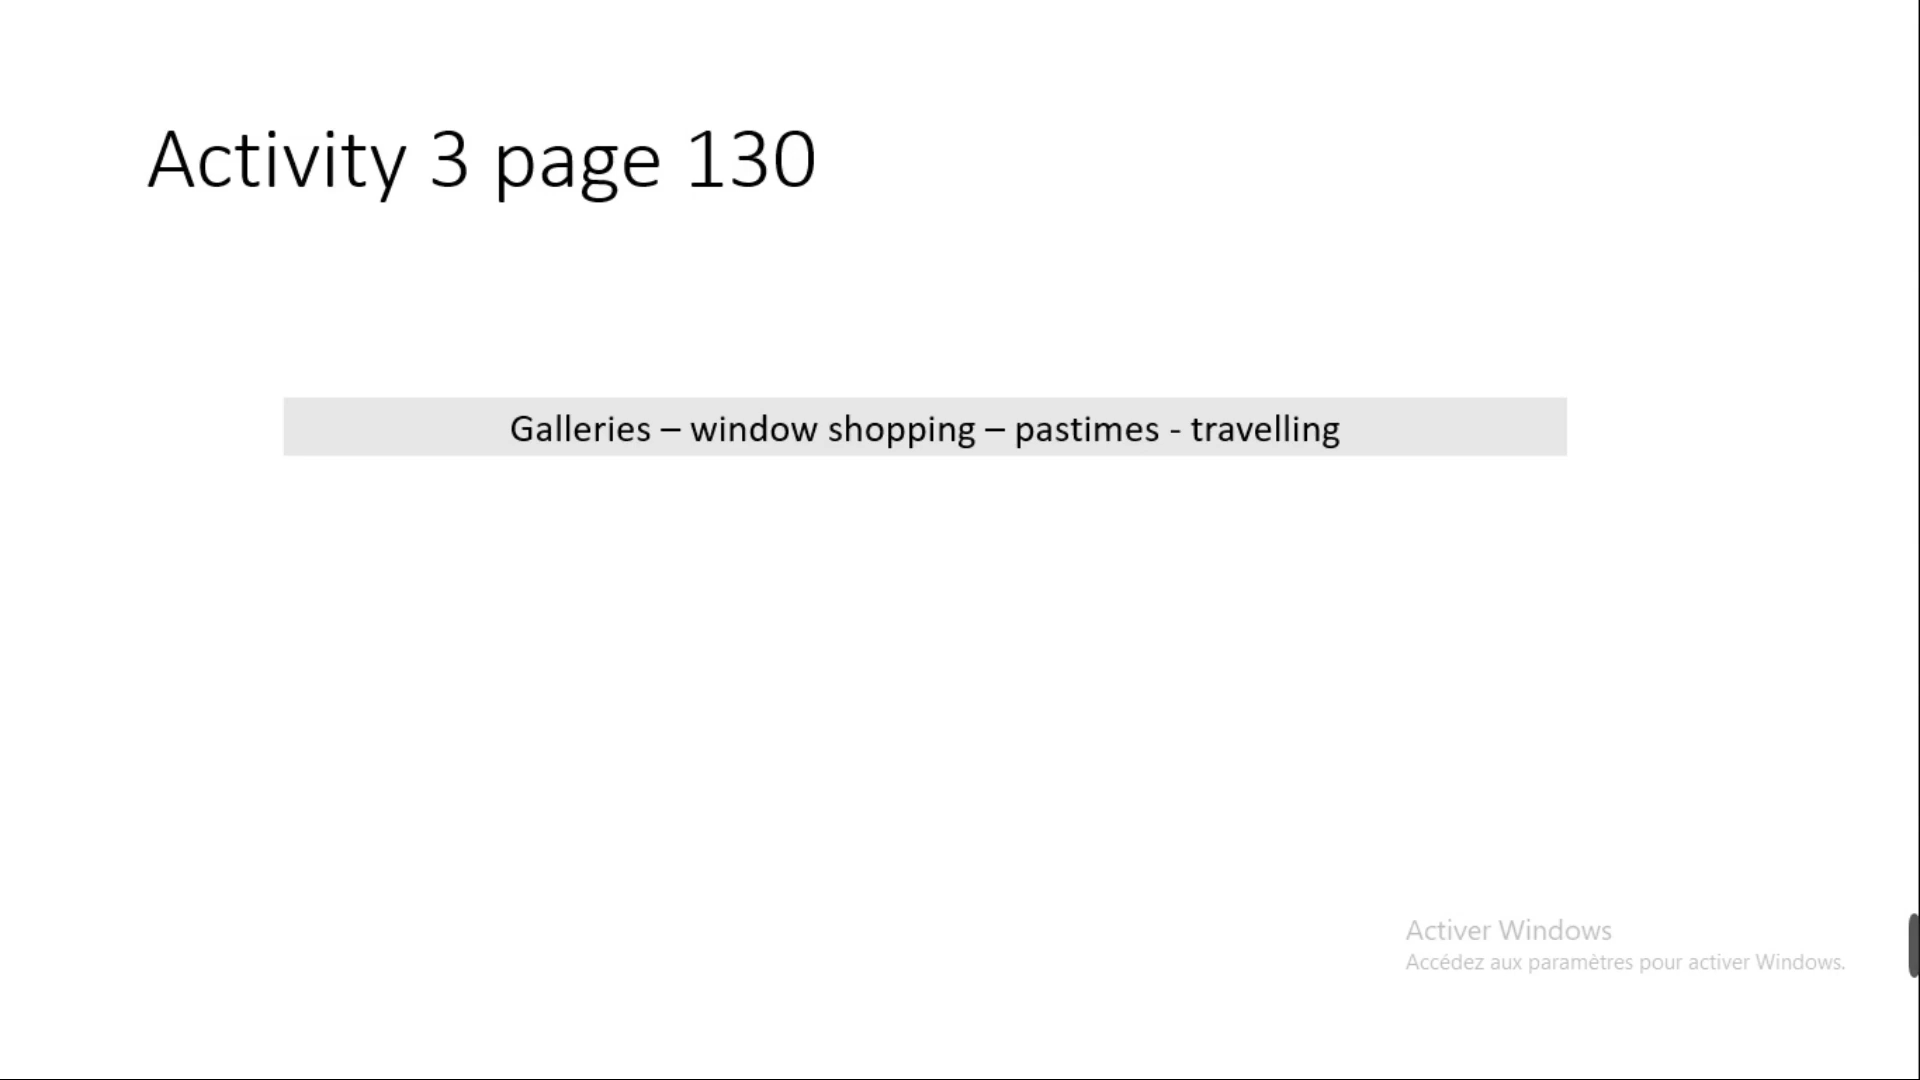 Activity 3 page 130
Galleries – window shopping – pastimes - travelling
Activer Windows
Accédez aux paramètres pour activer Windows.